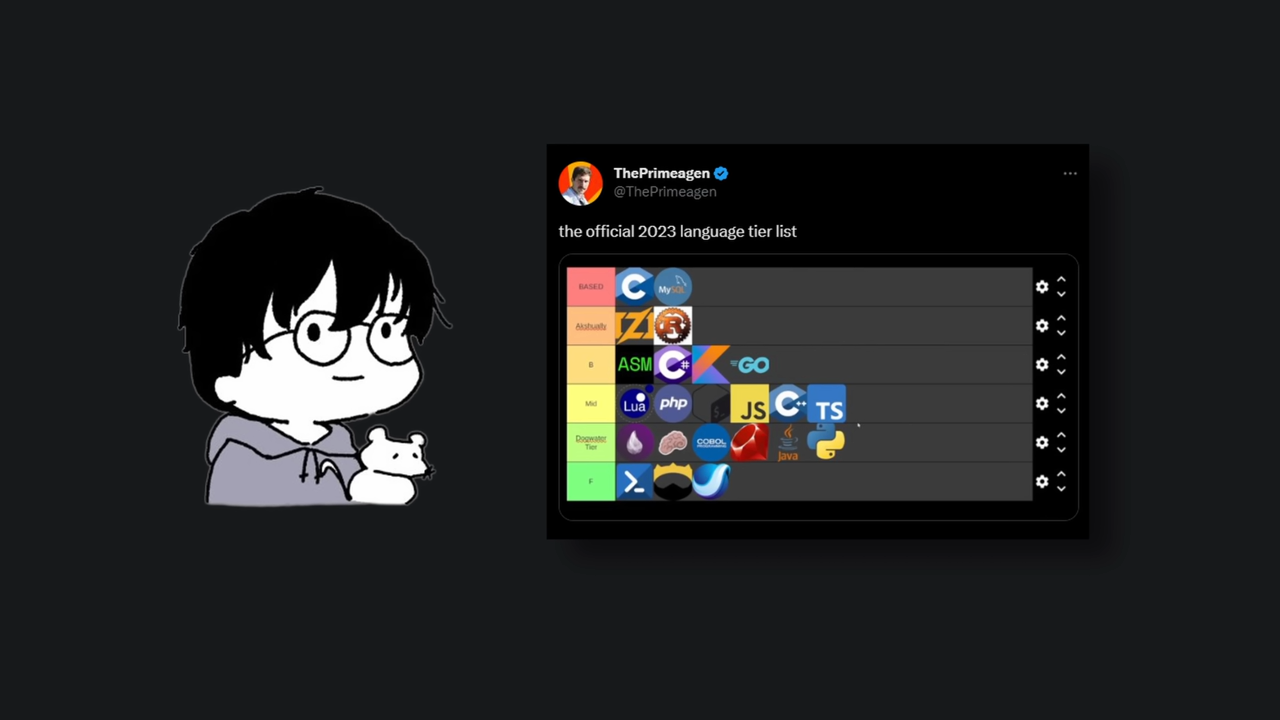 ThePrimeagen
@ThePrimeagen
the official 2023 language tier list
BASED
C MySQL
Akshually
R
B
ASM C# GO
Mid
Lua php $_ JS C++ TS
Dogwater
Tier
COBOL
PROGRAMMING
Java
F